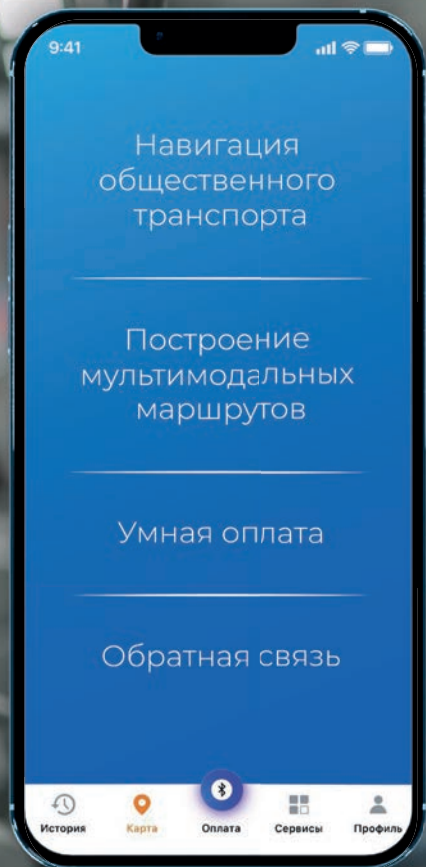 9:41
Навигация
общественного
транспорта
Построение
мультимодальных
маршрутов
Умная оплата
Обратная связь
История Карта Оплата Сервисы Профиль